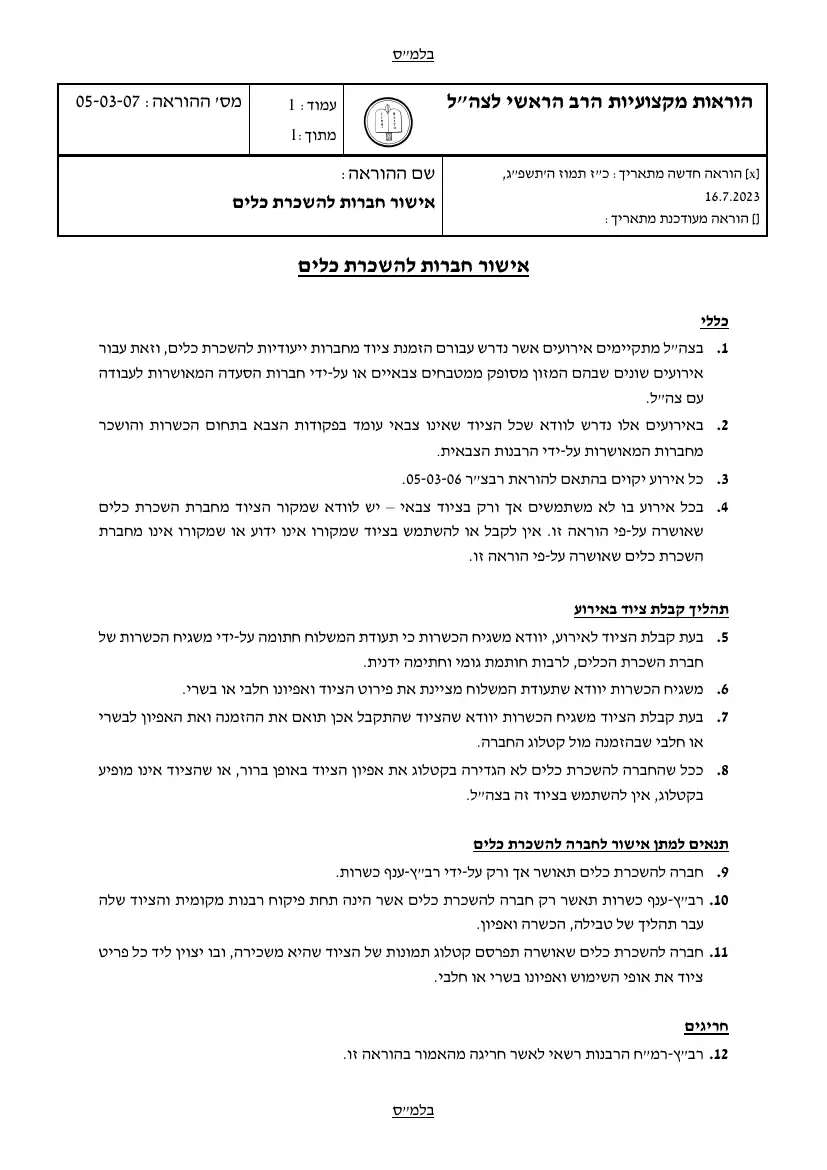 בלמ״ס
הוראות מקצועיות הרב הראשי לצה״ל
עמוד : 1
מתוך :1
מס׳ ההוראה : 05-03-07
[x] הוראה חדשה מתאריך : כ״ז תמוז ה׳תשפ״ג,
16.7.2023
[] הוראה מעודכנת מתאריך :
שם ההוראה :
אישור חברות להשכרת כלים
אישור חברות להשכרת כלים
כללי
1. בצה״ל מתקיימים אירועים אשר נדרש עבורם הזמנת ציוד מחברות ייעודיות להשכרת כלים, וזאת עבור
אירועים שונים שבהם המזון מסופק ממטבחים צבאיים או על-ידי חברות הסעדה המאושרות לעבודה
עם צה״ל.
2. באירועים אלו נדרש לוודא שכל הציוד שאינו צבאי עומד בפקודות הצבא בתחום הכשרות והושכר
מחברות המאושרות על-ידי הרבנות הצבאית.
3. כל אירוע יקוים בהתאם להוראת רבצ״ר 05-03-06.
4. בכל אירוע בו לא משתמשים אך ורק בציוד צבאי – יש לוודא שמקור הציוד מחברת השכרת כלים
שאושרה על-פי הוראה זו. אין לקבל או להשתמש בציוד שמקורו אינו ידוע או שמקורו אינו מחברת
השכרת כלים שאושרה על-פי הוראה זו.
תהליך קבלת ציוד באירוע
5. בעת קבלת הציוד לאירוע, יוודא משגיח הכשרות כי תעודת המשלוח חתומה על-ידי משגיח הכשרות של
חברת השכרת הכלים, לרבות חותמת גומי וחתימה ידנית.
6. משגיח הכשרות יוודא שתעודת המשלוח מציינת את פירוט הציוד ואפיונו חלבי או בשרי.
7. בעת קבלת הציוד משגיח הכשרות יוודא שהציוד שהתקבל אכן תואם את ההזמנה ואת האפיון לבשרי
או חלבי שבהזמנה מול קטלוג החברה.
8. ככל שהחברה להשכרת כלים לא הגדירה בקטלוג את אפיון הציוד באופן ברור, או שהציוד אינו מופיע
בקטלוג, אין להשתמש בציוד זה בצה״ל.
תנאים למתן אישור לחברה להשכרת כלים
9. חברה להשכרת כלים תאושר אך ורק על-ידי רב״ץ-ענף כשרות.
10. רב״ץ-ענף כשרות תאשר רק חברה להשכרת כלים אשר הינה תחת פיקוח רבנות מקומית והציוד שלה
עבר תהליך של טבילה, הכשרה ואפיון.
11. חברה להשכרת כלים שאושרה תפרסם קטלוג תמונות של הציוד שהיא משכירה, ובו יצוין ליד כל פריט
ציוד את אופי השימוש ואפיונו בשרי או חלבי.
חריגים
12. רב״ץ-רמ״ח הרבנות רשאי לאשר חריגה מהאמור בהוראה זו.
בלמ״ס